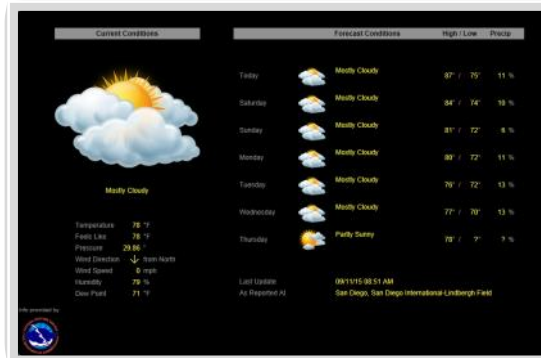 Current Conditions
Mostly Cloudy
Temperature 78 °F
Feels Like 78 °F
Pressure 29.86 "
Wind Direction from North
Wind Speed 0 mph
Humidity 79 %
Dew Point 71 °F
Info provided by
Forecast Conditions High / Low Precip
Today Mostly Cloudy 87° / 75° 11 %
Saturday Mostly Cloudy 84° / 74° 10 %
Sunday Mostly Cloudy 81° / 72° 6 %
Monday Mostly Cloudy 80° / 72° 11 %
Tuesday Mostly Cloudy 76° / 72° 13 %
Wednesday Mostly Cloudy 77° / 70° 13 %
Thursday Partly Sunny 78° / ?° ? %
Last Update 09/11/15 08:51 AM
As Reported At San Diego, San Diego International-Lindbergh Field